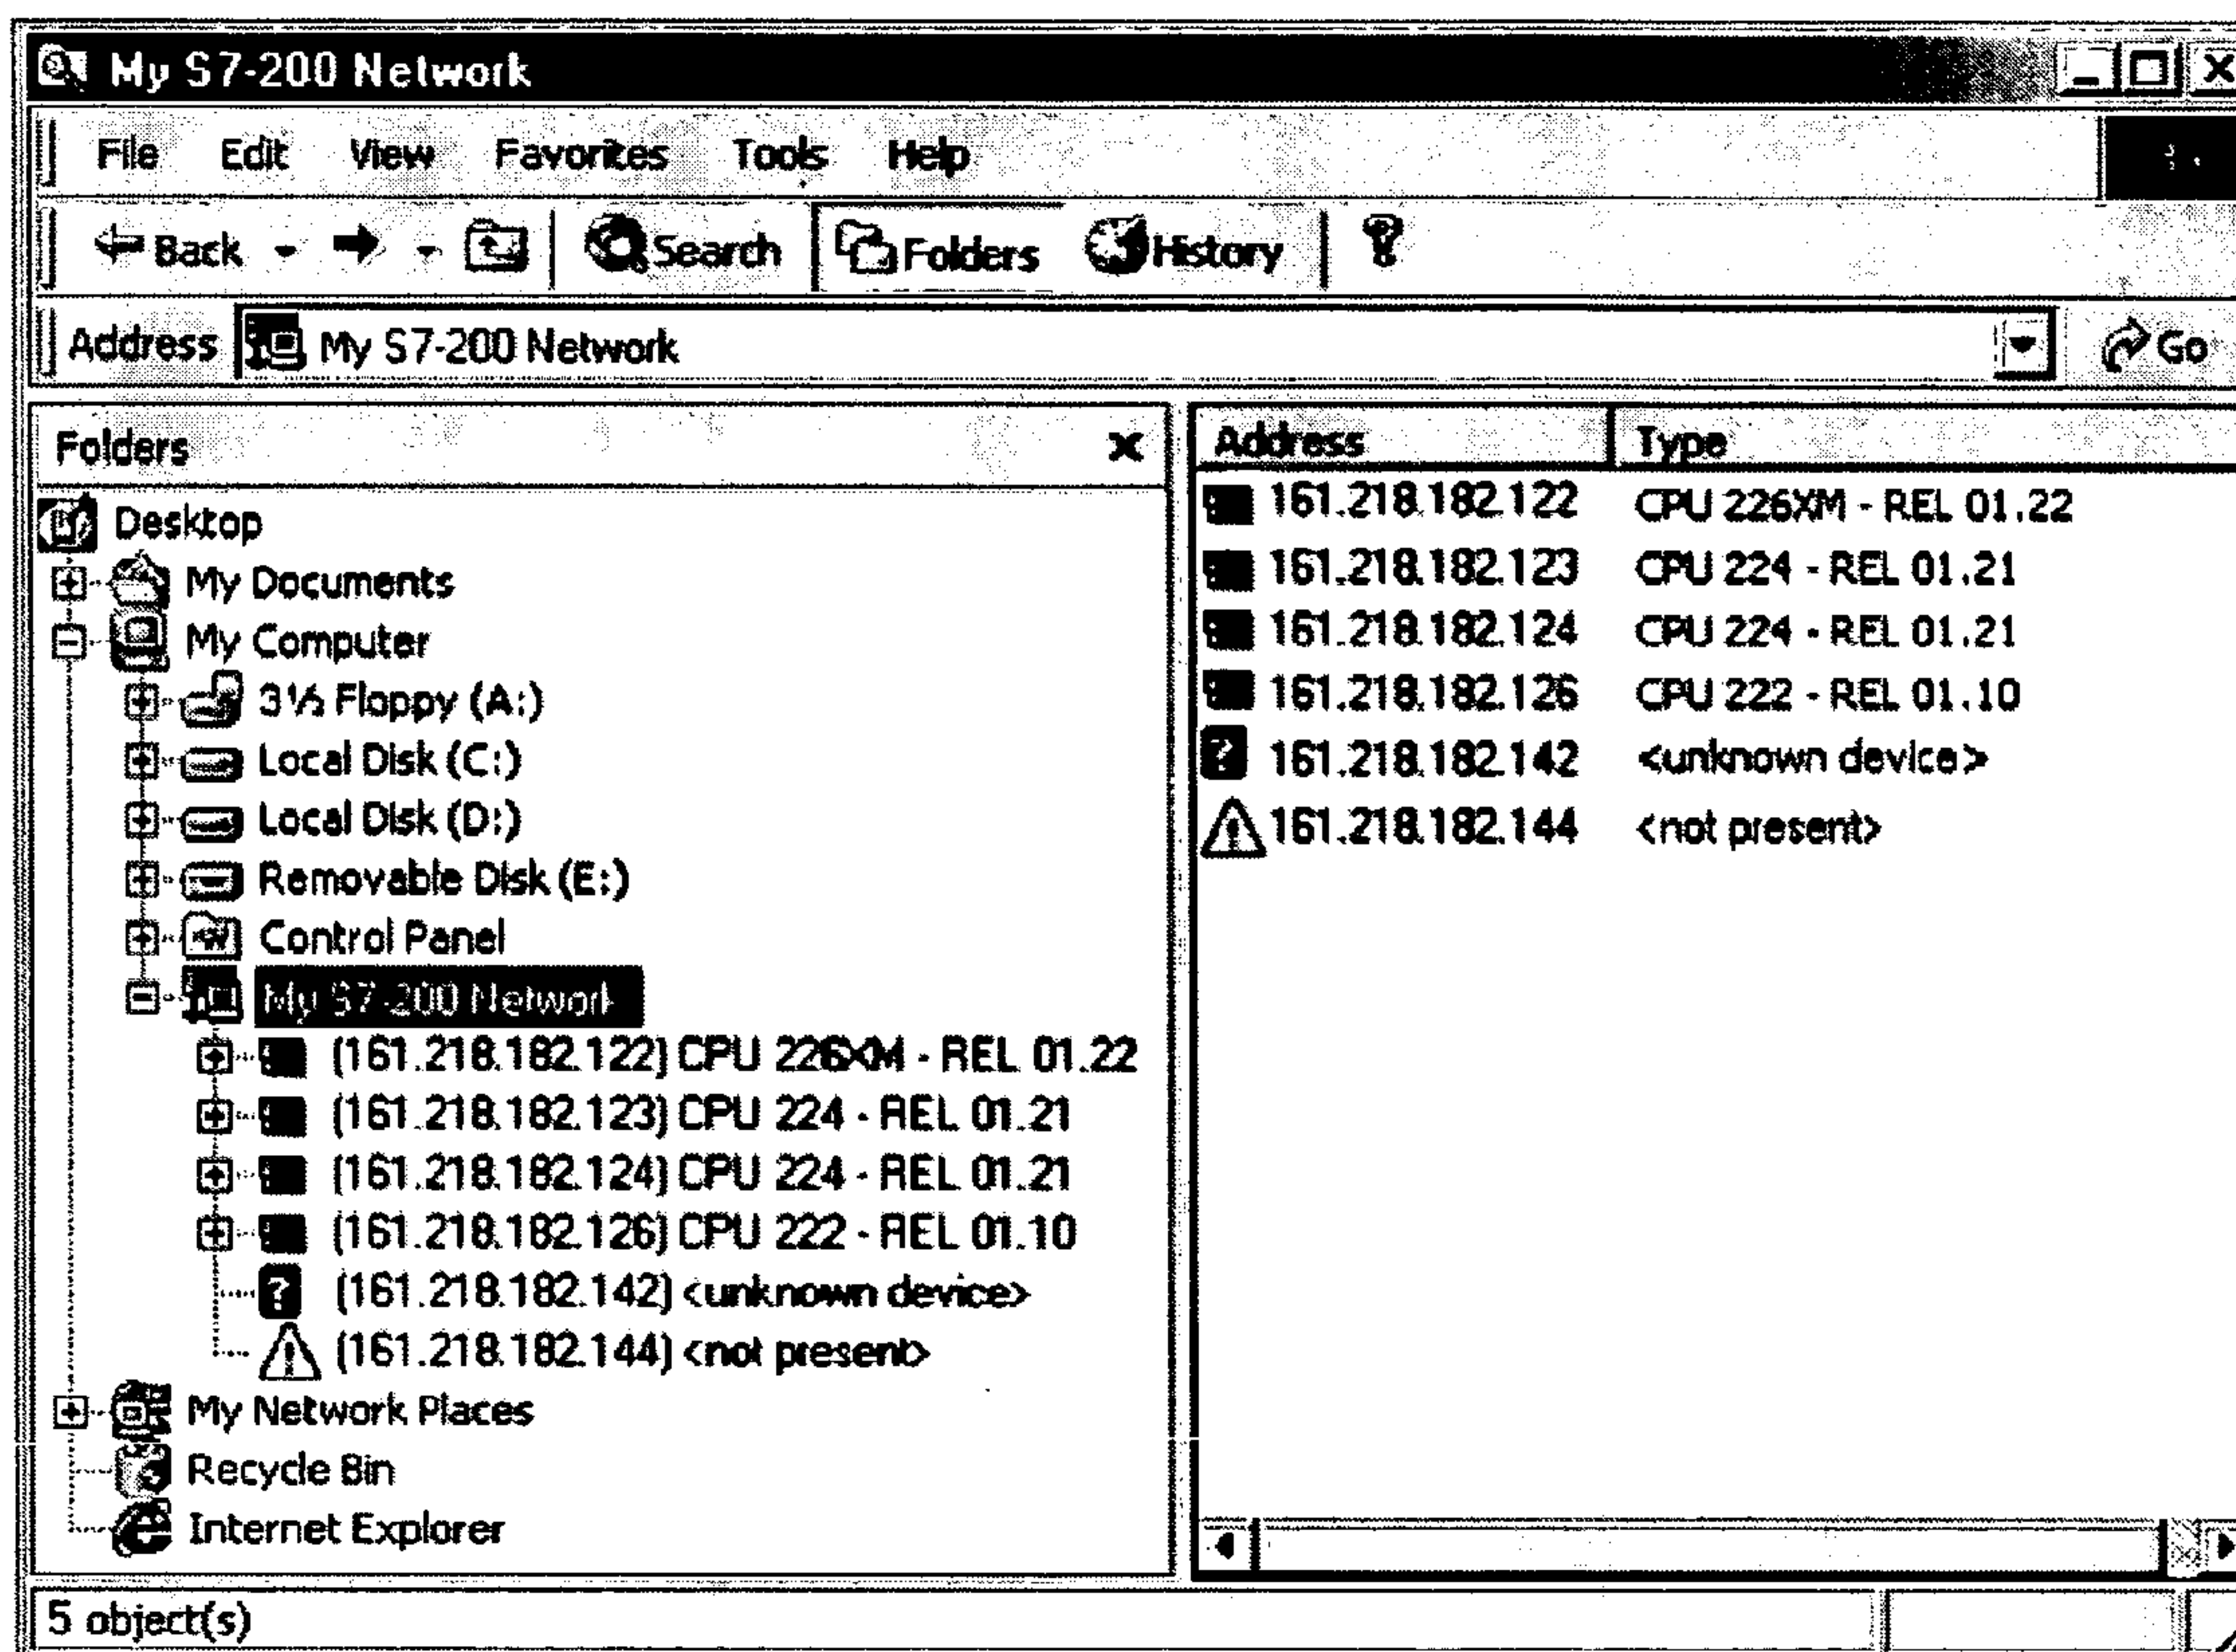 My S7-200 Network
File Edit View Favorites Tools Help
Back Search Folders History
Address My S7-200 Network Go
Folders
Desktop
My Documents
My Computer
3½ Floppy (A:)
Local Disk (C:)
Local Disk (D:)
Removable Disk (E:)
Control Panel
My S7-200 Network
(161.218.182.122) CPU 226XM - REL 01.22
(161.218.182.123) CPU 224 - REL 01.21
(161.218.182.124) CPU 224 - REL 01.21
(161.218.182.126) CPU 222 - REL 01.10
(161.218.182.142) <unknown device>
(161.218.182.144) <not present>
My Network Places
Recycle Bin
Internet Explorer
Address Type
161.218.182.122 CPU 226XM - REL 01.22
161.218.182.123 CPU 224 - REL 01.21
161.218.182.124 CPU 224 - REL 01.21
161.218.182.126 CPU 222 - REL 01.10
161.218.182.142 <unknown device>
161.218.182.144 <not present>
5 object(s)